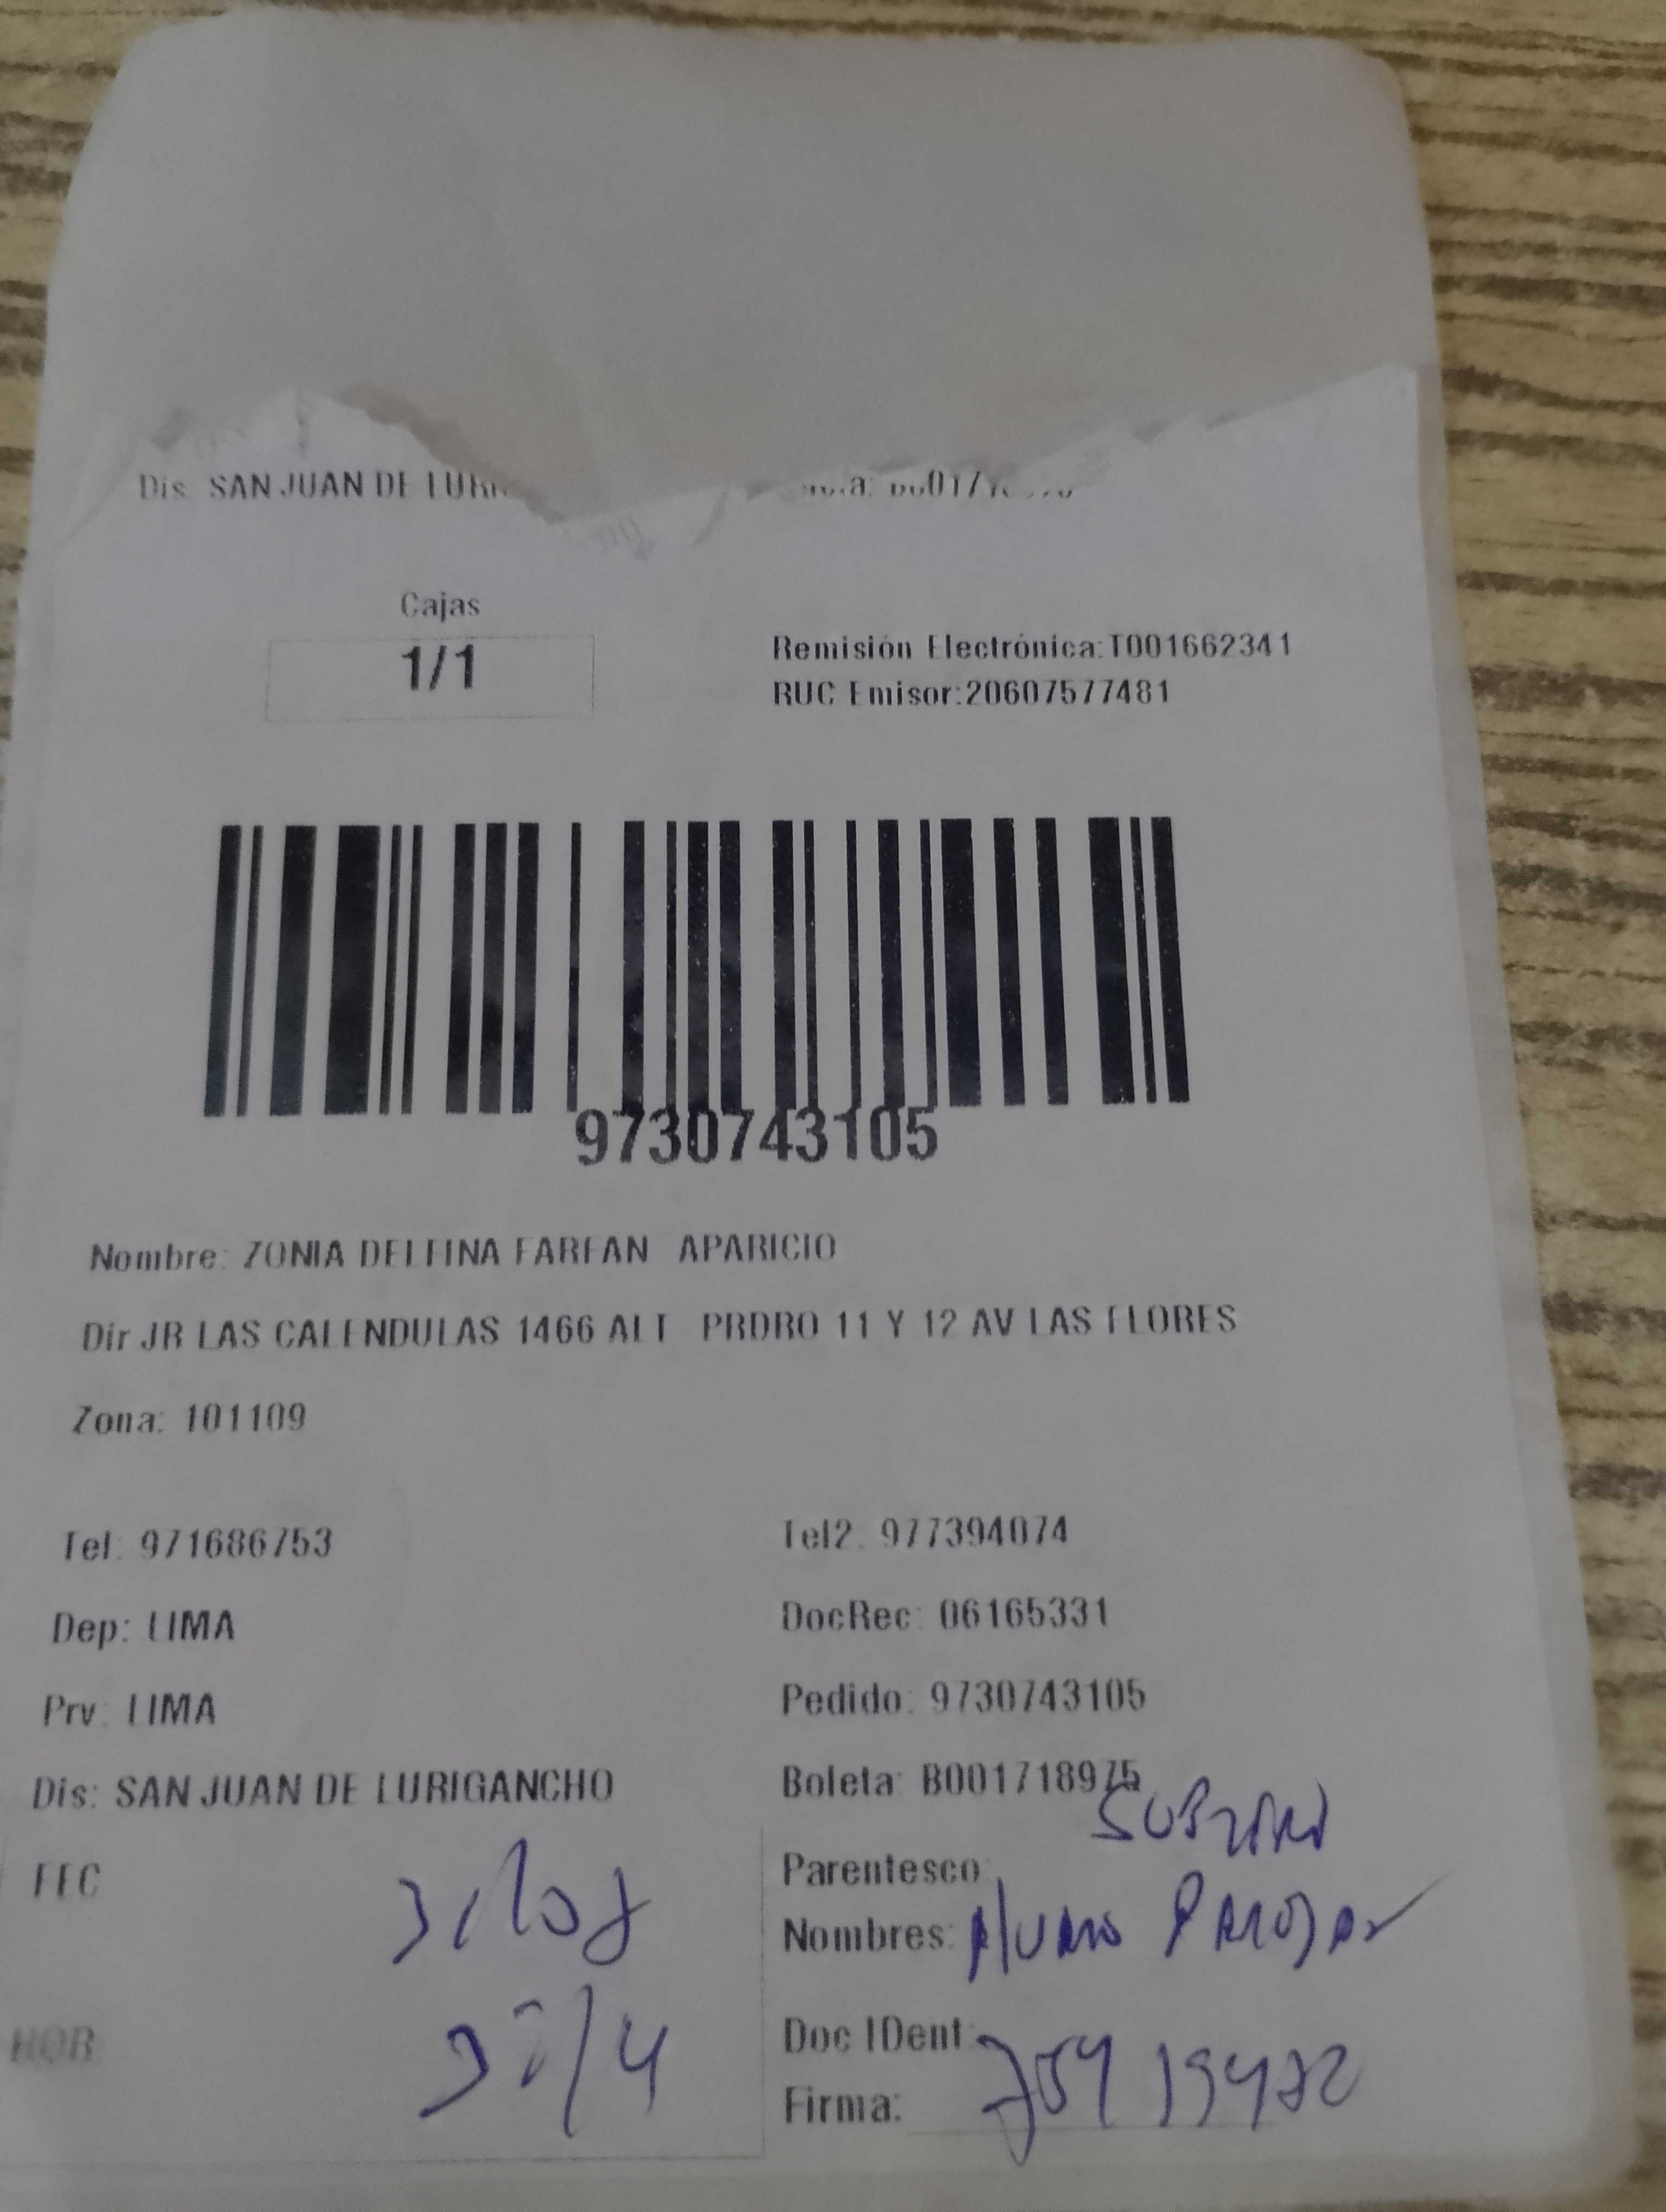 Dis: SAN JUAN DE LURI
Cajas
1/1
Remisión Electrónica:T001662341
RUC Emisor:20607577481
9730743105
Nombre: ZONIA DELFINA FARFAN APARICIO
Dir JR LAS CALENDULAS 1466 ALT PRDRO 11 Y 12 AV LAS FLORES
Zona: 101109
Tel: 971686753
Tel2: 977394074
Dep: LIMA
DocRec: 06165331
Prv: LIMA
Pedido: 9730743105
Dis: SAN JUAN DE LURIGANCHO
Boleta: B001718975
FEC
Parentesco: SOBRINO
Nombres:
HOR:
Doc IDent:
Firma: